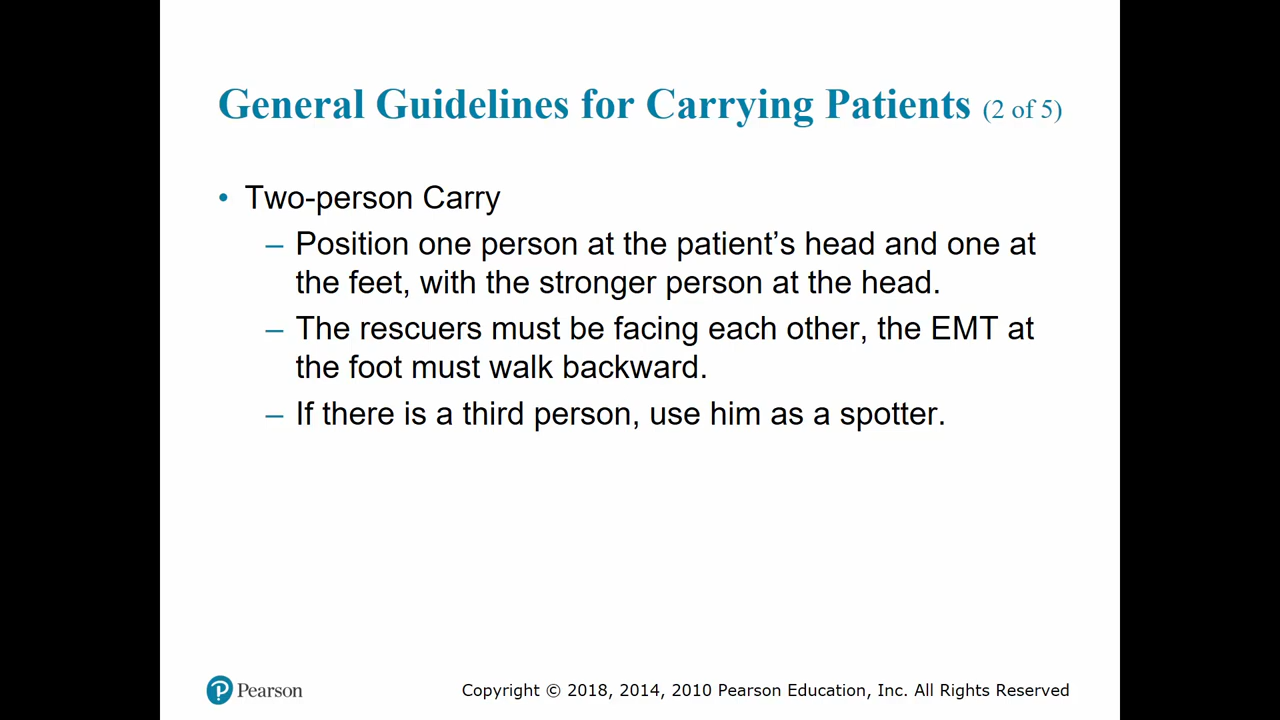 General Guidelines for Carrying Patients (2 of 5)
• Two-person Carry
– Position one person at the patient’s head and one at
the feet, with the stronger person at the head.
– The rescuers must be facing each other, the EMT at
the foot must walk backward.
– If there is a third person, use him as a spotter.
Pearson
Copyright © 2018, 2014, 2010 Pearson Education, Inc. All Rights Reserved